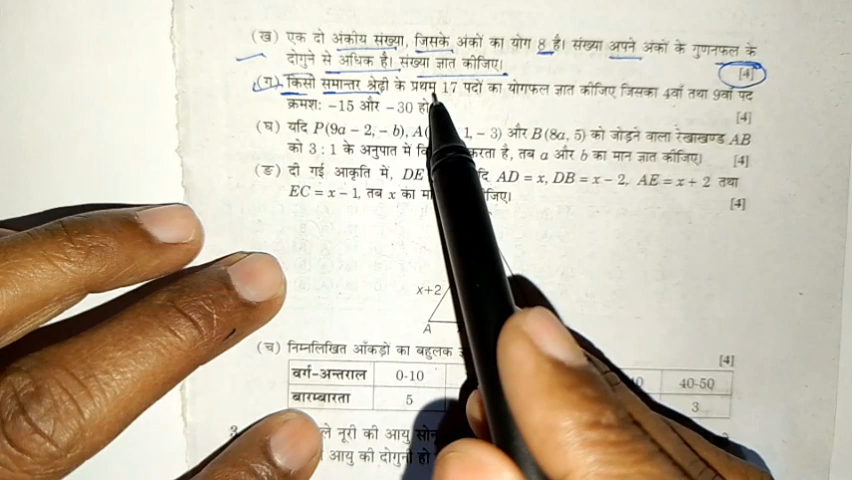 (ख) एक दो अंकीय संख्या, जिसके अंकों का योग 8 है। संख्या अपने अंकों के गुणनफल के
दोगुने से अधिक है। संख्या ज्ञात कीजिए। [4]
(ग) किसी समान्तर श्रेढ़ी के प्रथम 17 पदों का योगफल ज्ञात कीजिए जिसका 4वाँ तथा 9वाँ पद
क्रमशः -15 और -30 हो [4]
(घ) यदि P(9a - 2, - b), A( 1, - 3) और B(8a, 5) को जोड़ने वाला रेखाखण्ड AB
को 3 : 1 के अनुपात में करता है, तब a और b का मान ज्ञात कीजिए। [4]
(ङ) दी गई आकृति में, DE AD = x, DB = x - 2, AE = x + 2 तथा
EC = x - 1, तब x का [4]
x+2
A
(च) निम्नलिखित आँकड़ों का बहुलक [4]
वर्ग-अन्तराल 0-10 40-50
बारम्बारता 5 3
नूरी की आयु
आयु की दोगुनी हो